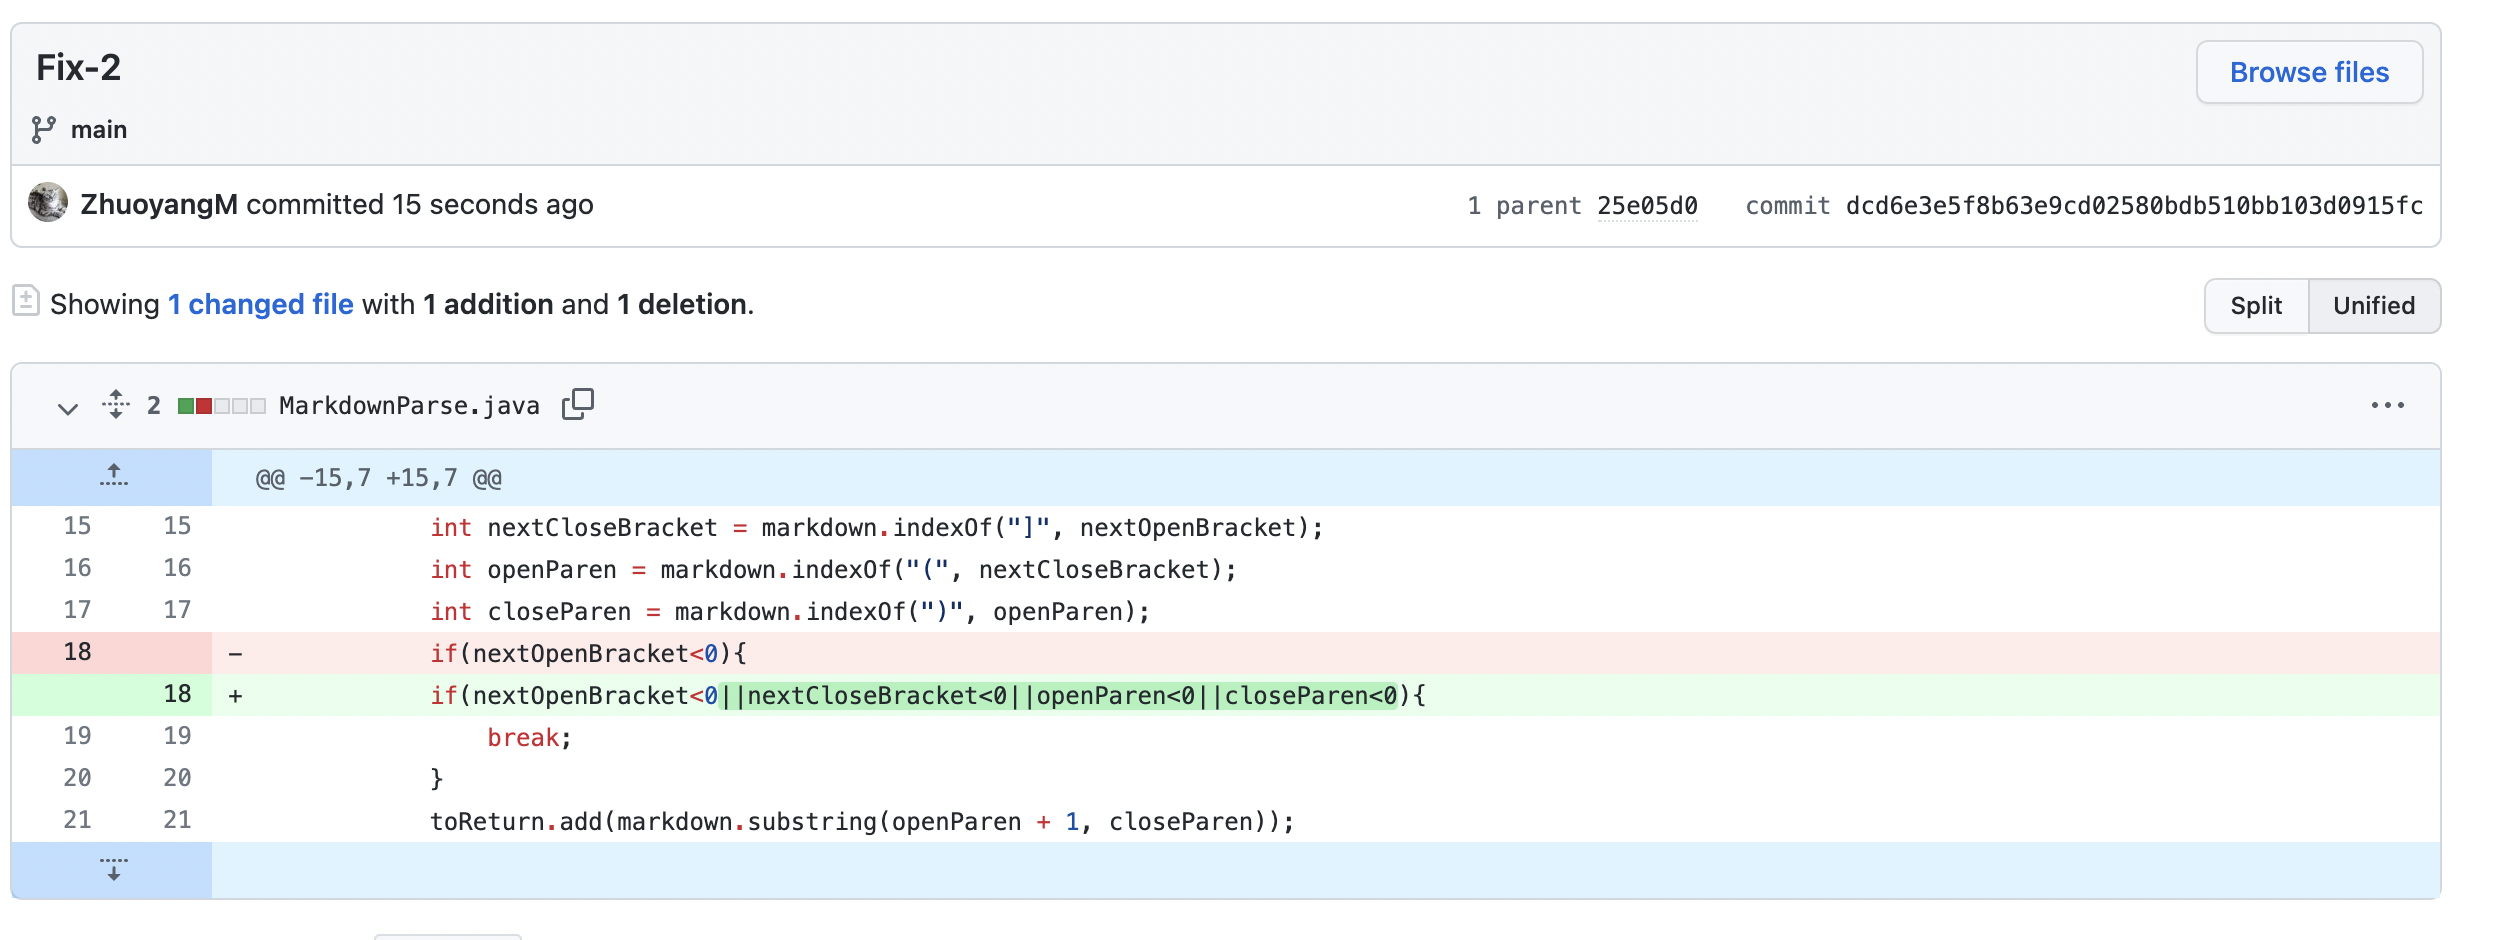 Fix-2
Browse files
main
ZhuoyangM committed 15 seconds ago
1 parent 25e05d0 commit dcd6e3e5f8b63e9cd02580bdb510bb103d0915fc
Showing 1 changed file with 1 addition and 1 deletion.
Split Unified
2 MarkdownParse.java
@@ -15,7 +15,7 @@
15 15 int nextCloseBracket = markdown.indexOf("]", nextOpenBracket);
16 16 int openParen = markdown.indexOf("(", nextCloseBracket);
17 17 int closeParen = markdown.indexOf(")", openParen);
18 - if(nextOpenBracket<0){
18 + if(nextOpenBracket<0||nextCloseBracket<0||openParen<0||closeParen<0){
19 19 break;
20 20 }
21 21 toReturn.add(markdown.substring(openParen + 1, closeParen));